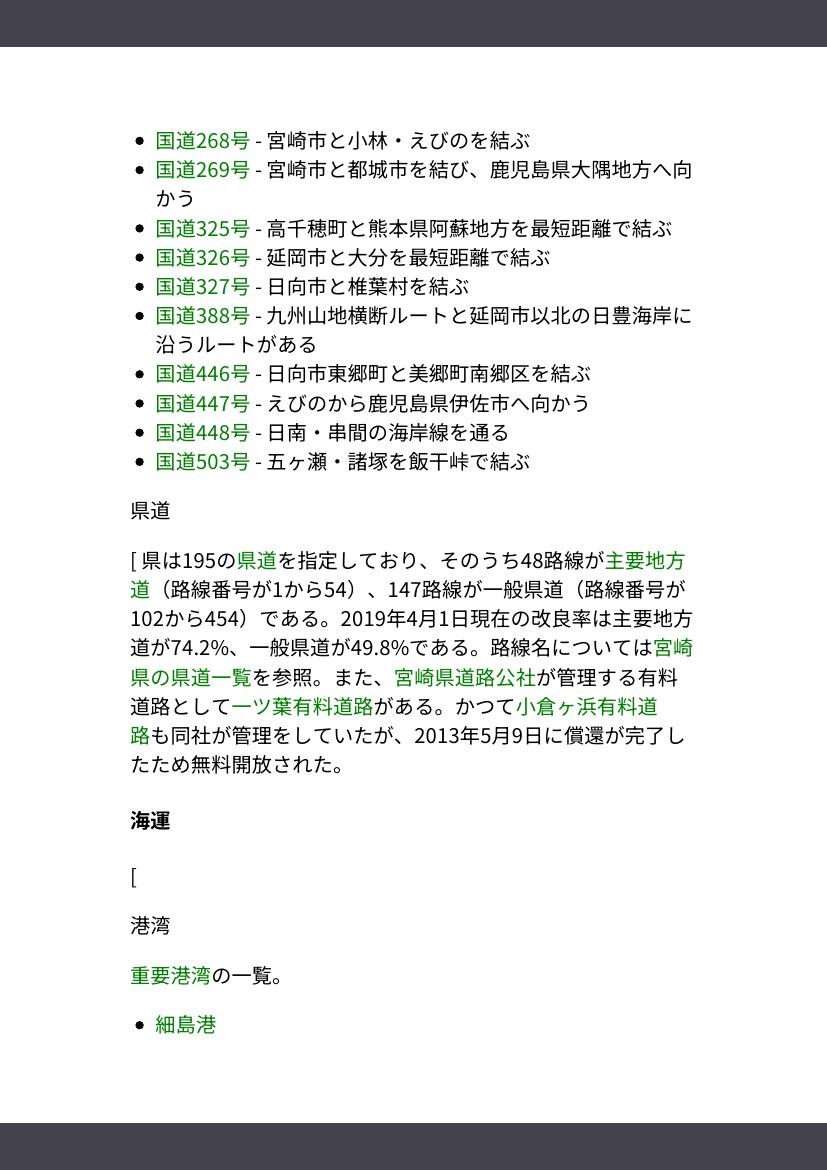 • 国道268号 - 宮崎市と小林・えびのを結ぶ
• 国道269号 - 宮崎市と都城市を結び、鹿児島県大隅地方へ向
かう
• 国道325号 - 高千穂町と熊本県阿蘇地方を最短距離で結ぶ
• 国道326号 - 延岡市と大分を最短距離で結ぶ
• 国道327号 - 日向市と椎葉村を結ぶ
• 国道388号 - 九州山地横断ルートと延岡市以北の日豊海岸に
沿うルートがある
• 国道446号 - 日向市東郷町と美郷町南郷区を結ぶ
• 国道447号 - えびのから鹿児島県伊佐市へ向かう
• 国道448号 - 日南・串間の海岸線を通る
• 国道503号 - 五ヶ瀬・諸塚を飯干峠で結ぶ
県道
[ 県は195の県道を指定しており、そのうち48路線が主要地方
道（路線番号が1から54）、147路線が一般県道（路線番号が
102から454）である。2019年4月1日現在の改良率は主要地方
道が74.2%、一般県道が49.8%である。路線名については宮崎
県の県道一覧を参照。また、宮崎県道路公社が管理する有料
道路として一ツ葉有料道路がある。かつて小倉ヶ浜有料道
路も同社が管理をしていたが、2013年5月9日に償還が完了し
たため無料開放された。
海運
[
港湾
重要港湾の一覧。
• 細島港